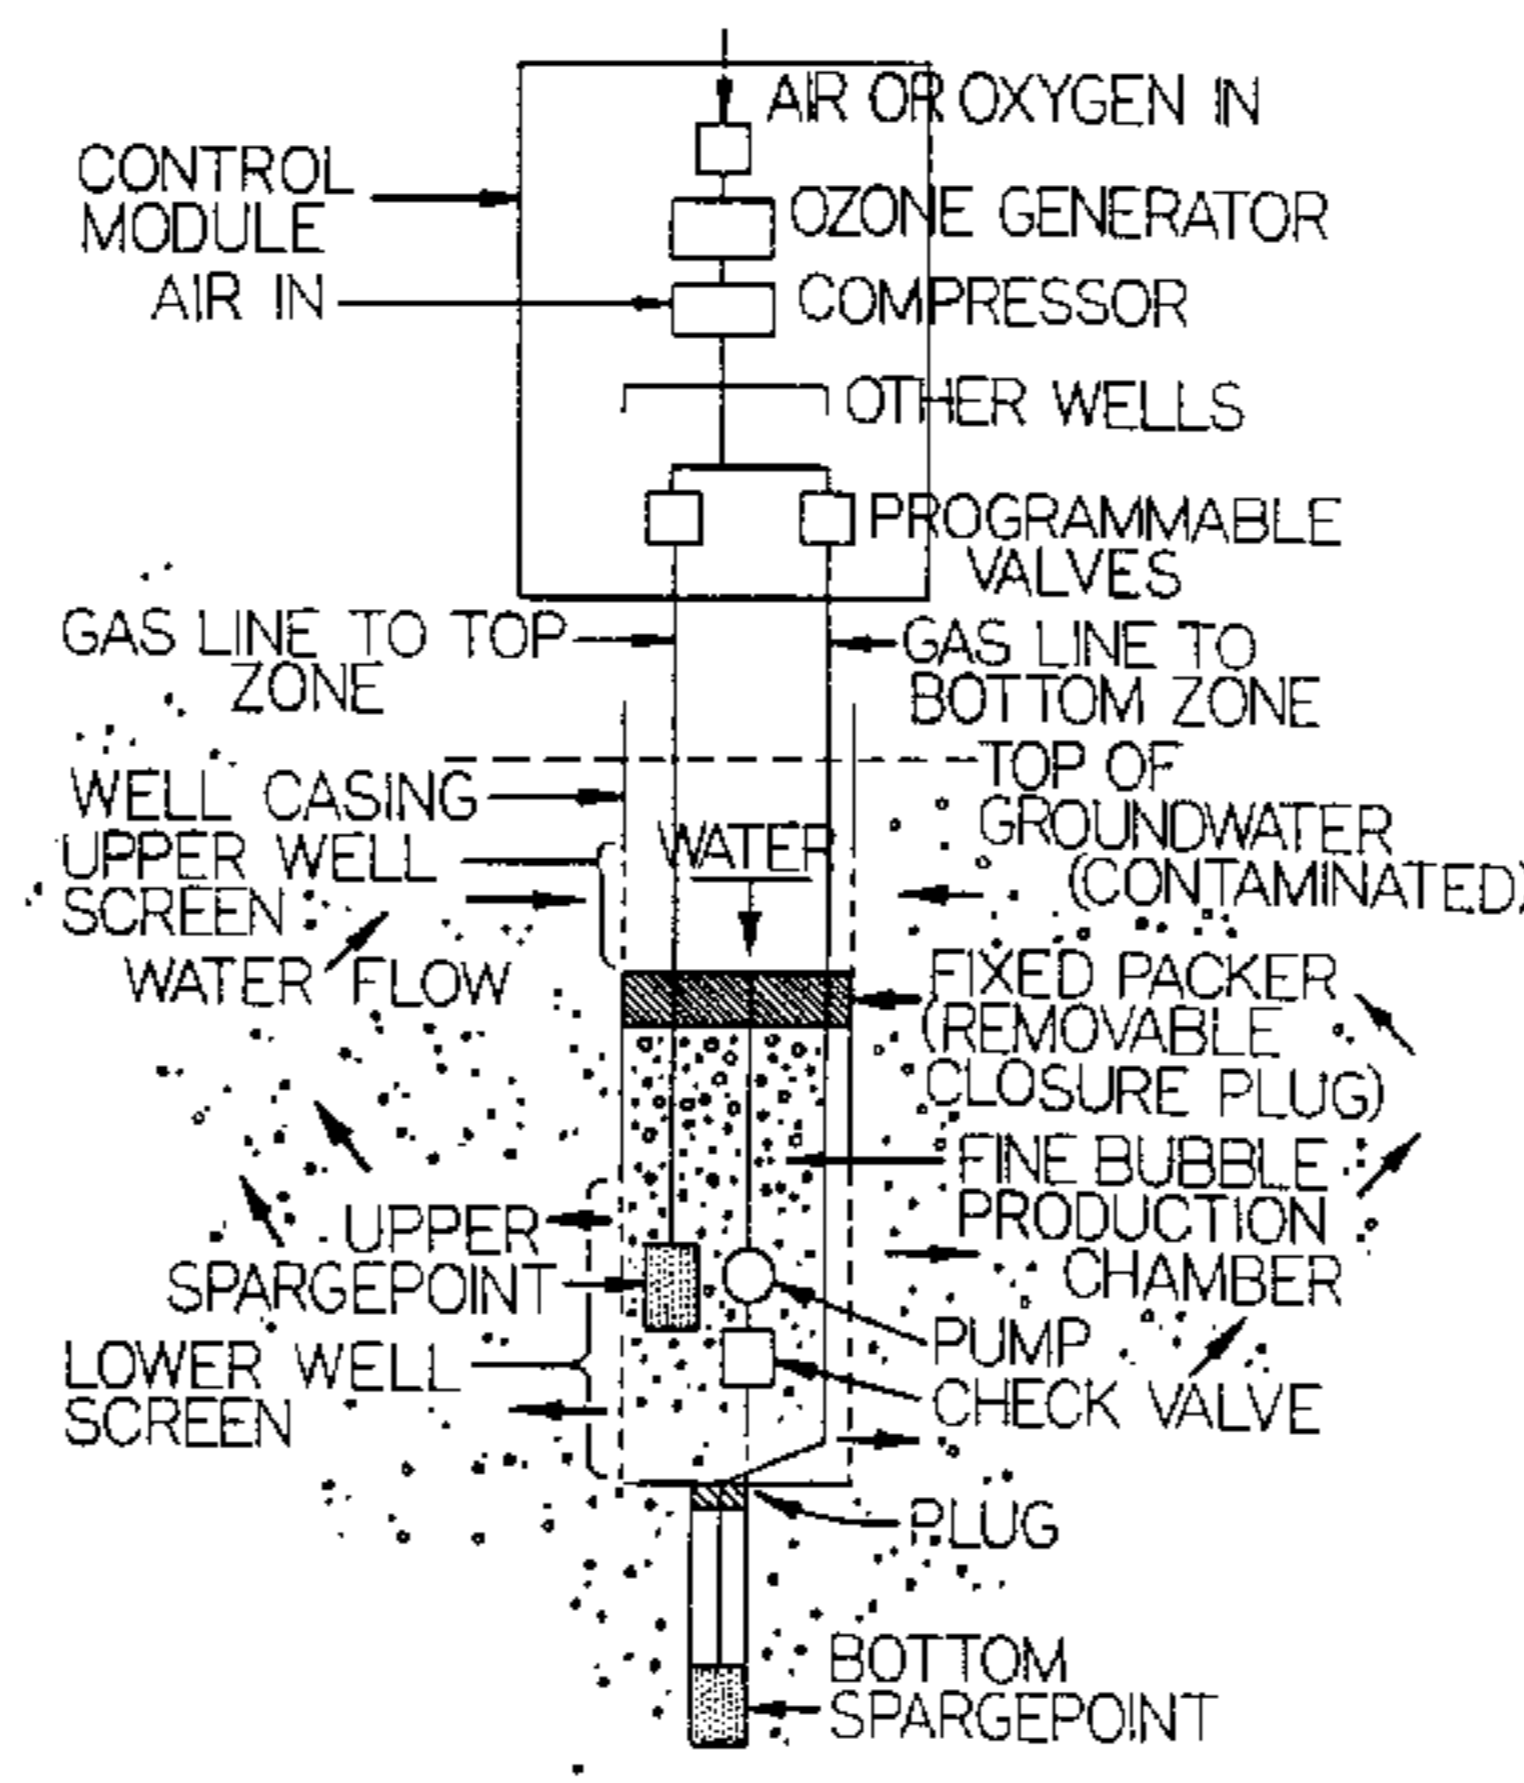 AIR OR OXYGEN IN
CONTROL
MODULE
OZONE GENERATOR
AIR IN
COMPRESSOR
OTHER WELLS
PROGRAMMABLE
VALVES
GAS LINE TO TOP
ZONE
GAS LINE TO
BOTTOM ZONE
TOP OF
GROUNDWATER
(CONTAMINATED)
WELL CASING
UPPER WELL
SCREEN
WATER
WATER FLOW
FIXED PACKER
(REMOVABLE
CLOSURE PLUG)
FINE BUBBLE
PRODUCTION
CHAMBER
UPPER
SPARGEPOINT
PUMP
LOWER WELL
SCREEN
CHECK VALVE
PLUG
BOTTOM
SPARGEPOINT